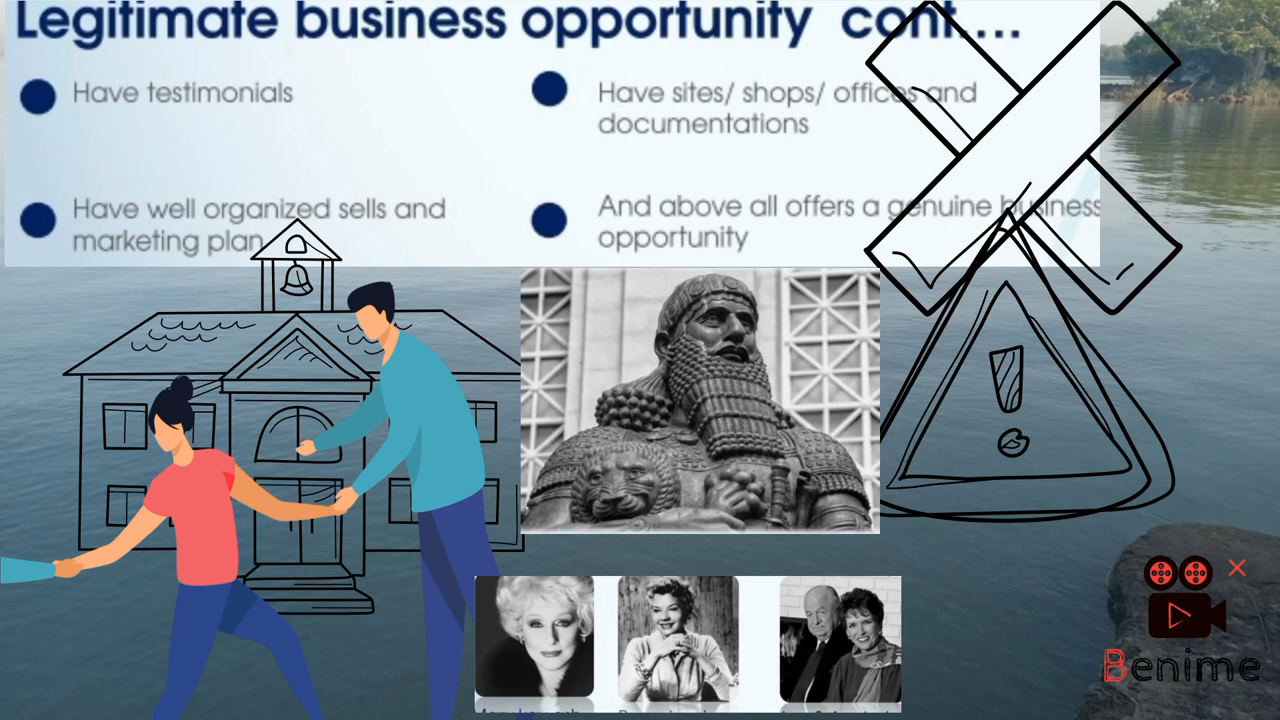 Legitimate business opportunity cont....
Have testimonials
Have sites/ shops/ offices and
documentations
Have well organized sells and
marketing plan
And above all offers a genuine business
opportunity
Benime